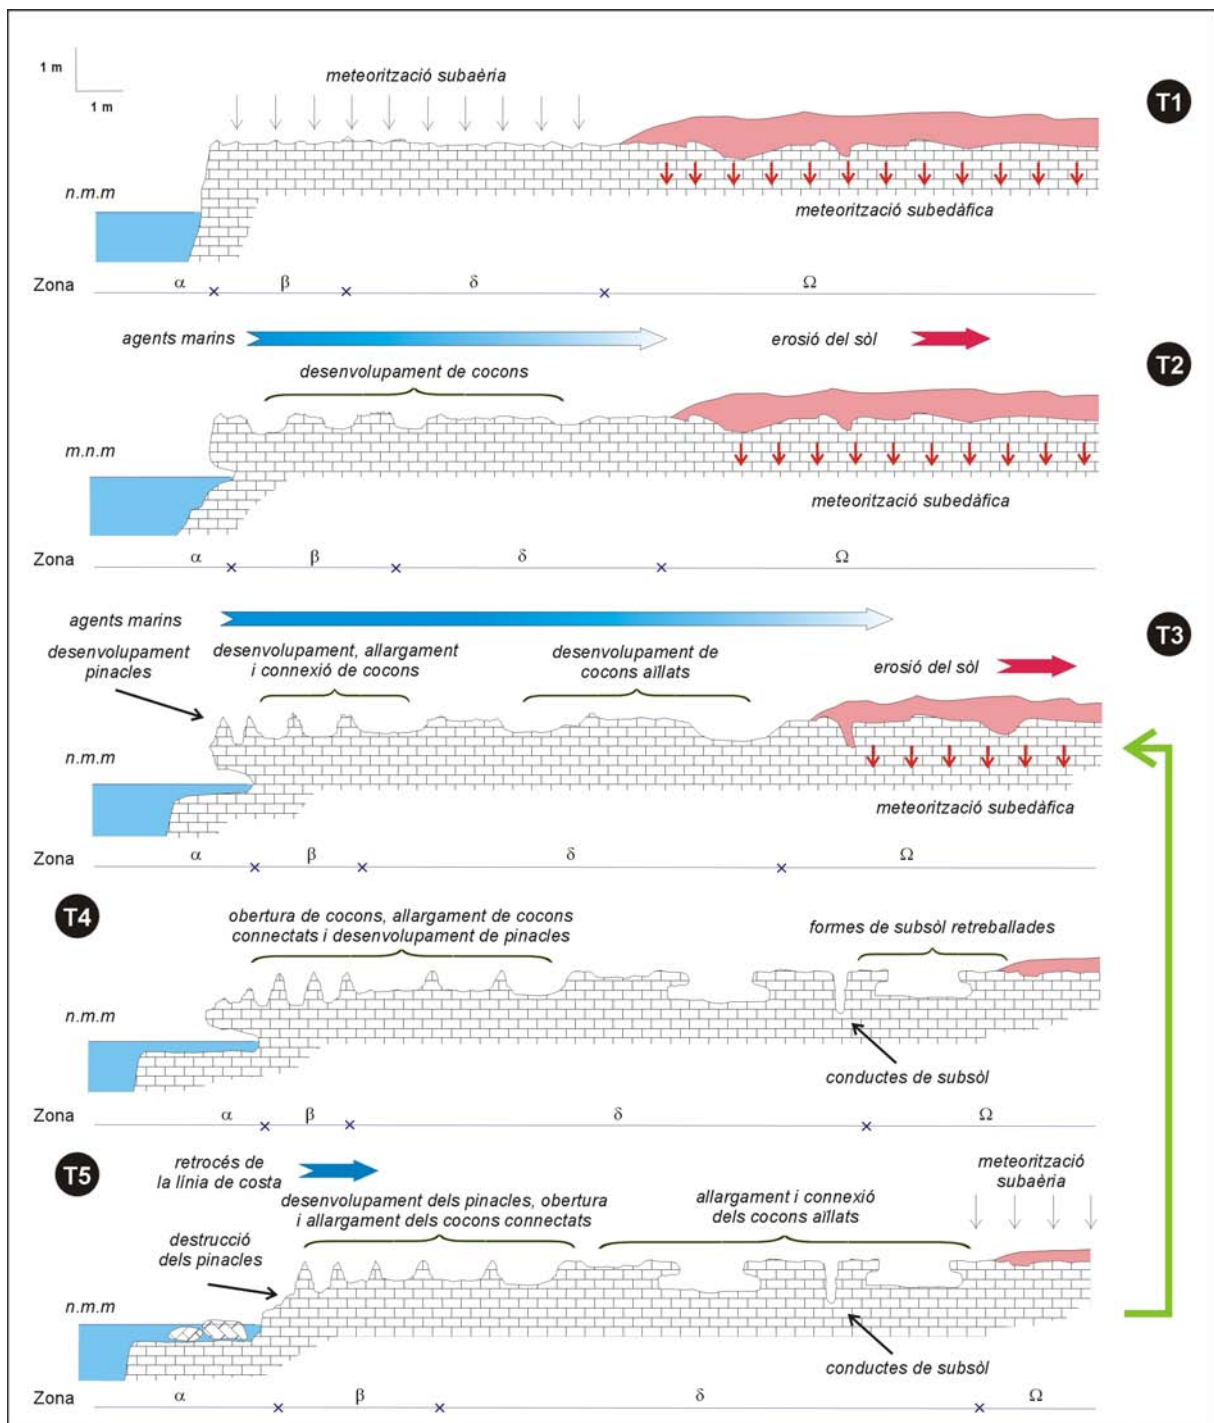 1 m
1 m
meteorització subaèria
T1
n.m.m
meteorització subedàfica
Zona
α
β
δ
Ω
agents marins
erosió del sòl
T2
desenvolupament de cocons
m.n.m
meteorització subedàfica
Zona
α
β
δ
Ω
agents marins
T3
desenvolupament
pinacles
desenvolupament, allargament
i connexió de cocons
desenvolupament de
cocons aïllats
erosió del sòl
n.m.m
meteorització subedàfica
Zona
α
β
δ
Ω
T4
obertura de cocons, allargament de cocons
connectats i desenvolupament de pinacles
formes de subsòl retreballades
n.m.m
conductes de subsòl
Zona
α
β
δ
Ω
T5
retrocés de
la línia de costa
meteorització
subaèria
desenvolupament dels pinacles, obertura
i allargament dels cocons connectats
allargament i connexió
dels cocons aïllats
destrucció
dels pinacles
n.m.m
conductes de subsòl
Zona
α
β
δ
Ω